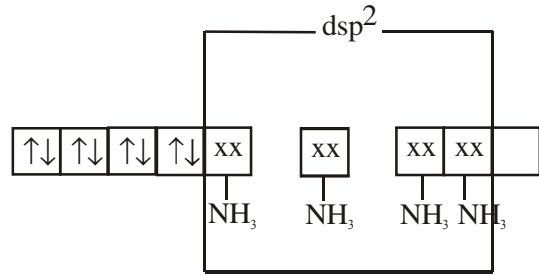 dsp²
↑↓ ↑↓ ↑↓ ↑↓ xx xx xx xx
NH₃ NH₃ NH₃ NH₃